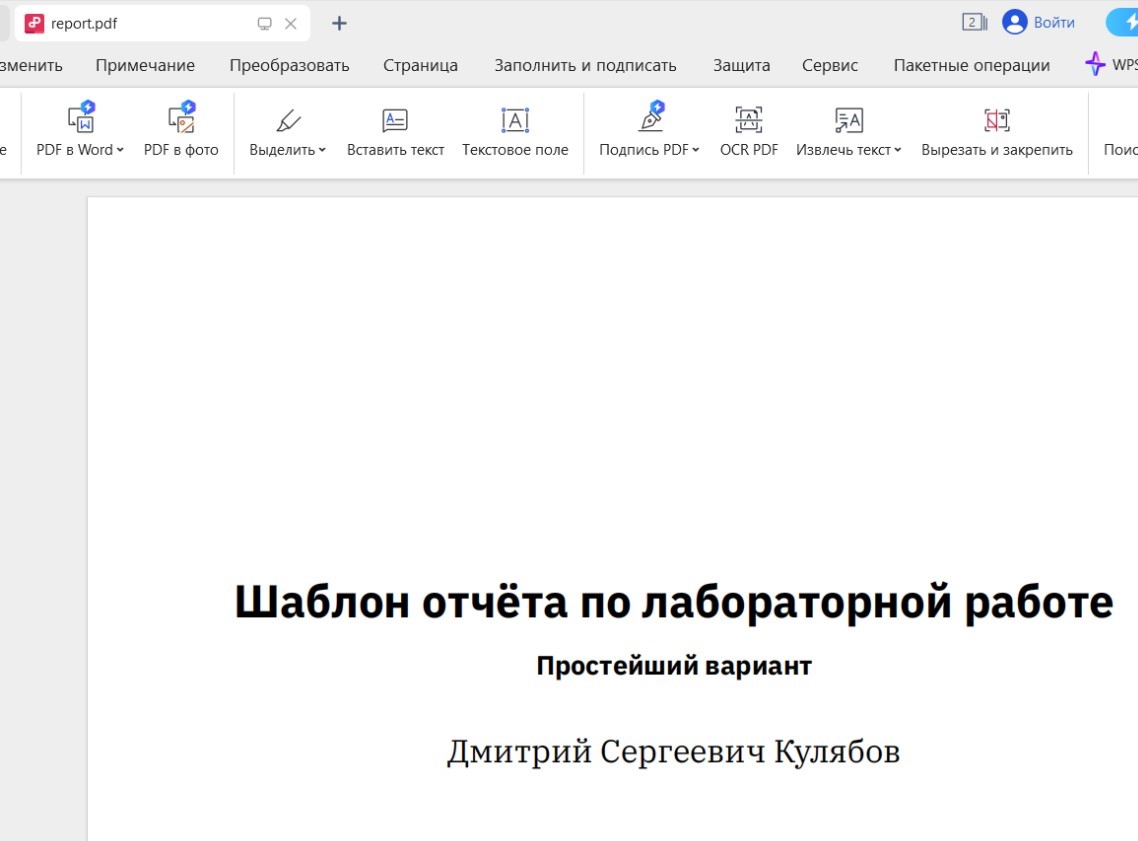 report.pdf
2
Войти
зменить Примечание Преобразовать Страница Заполнить и подписать Защита Сервис Пакетные операции WPS
е PDF в Word PDF в фото Выделить Вставить текст Текстовое поле Подпись PDF OCR PDF Извлечь текст Вырезать и закрепить Поис
Шаблон отчёта по лабораторной работе
Простейший вариант
Дмитрий Сергеевич Кулябов